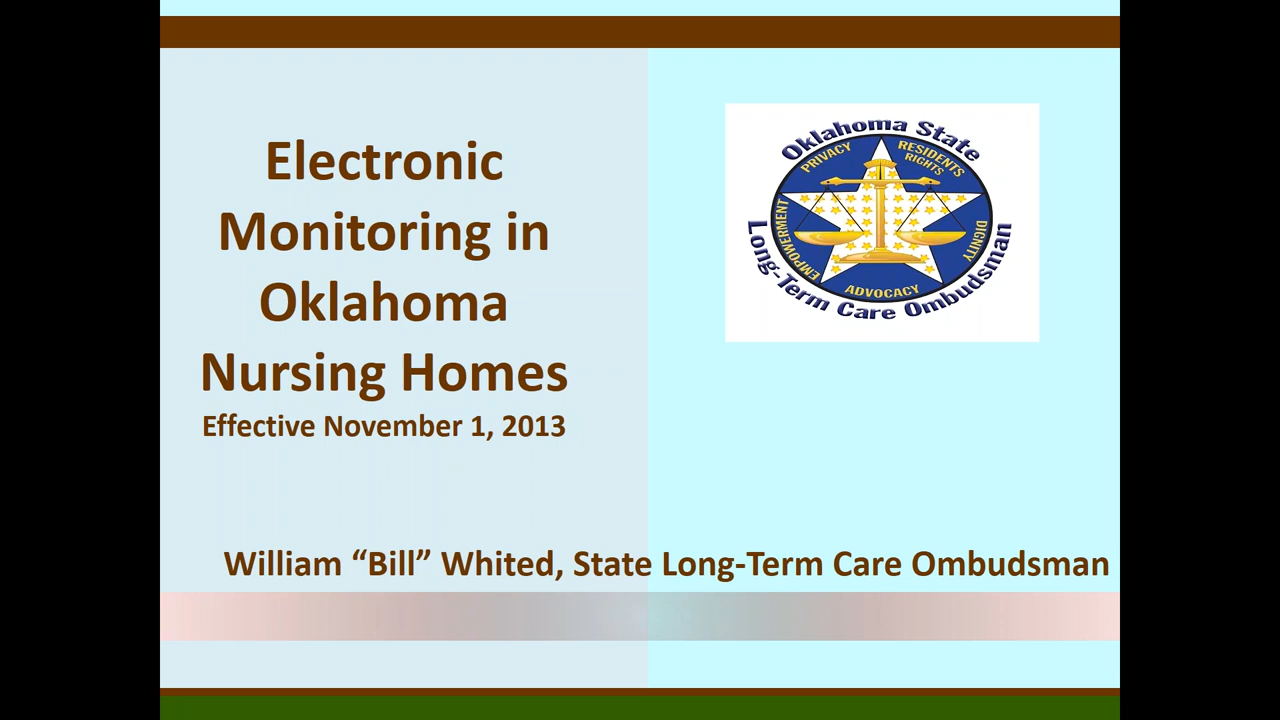 Electronic
Monitoring in
Oklahoma
Nursing Homes
Effective November 1, 2013
Oklahoma State
PRIVACY
RESIDENTS
RIGHTS
EMPOWERMENT
DIGNITY
ADVOCACY
Long-Term Care Ombudsman
William “Bill” Whited, State Long-Term Care Ombudsman